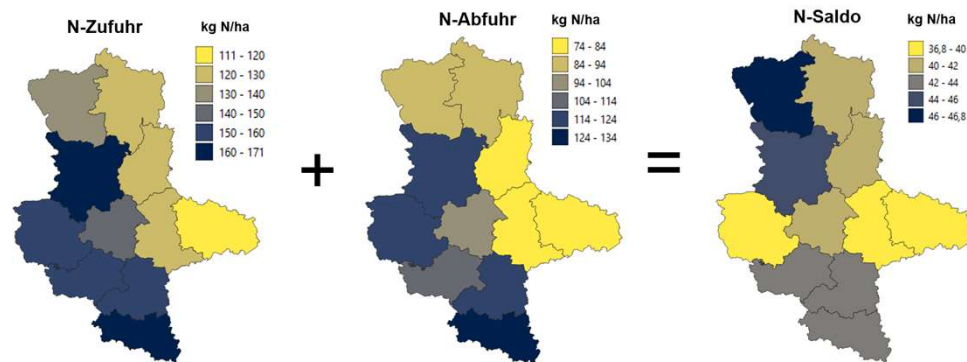 N-Zufuhr
kg N/ha
111 - 120
120 - 130
130 - 140
140 - 150
150 - 160
160 - 171
+
N-Abfuhr
kg N/ha
74 - 84
84 - 94
94 - 104
104 - 114
114 - 124
124 - 134
=
N-Saldo
kg N/ha
36,8 - 40
40 - 42
42 - 44
44 - 46
46 - 46,8